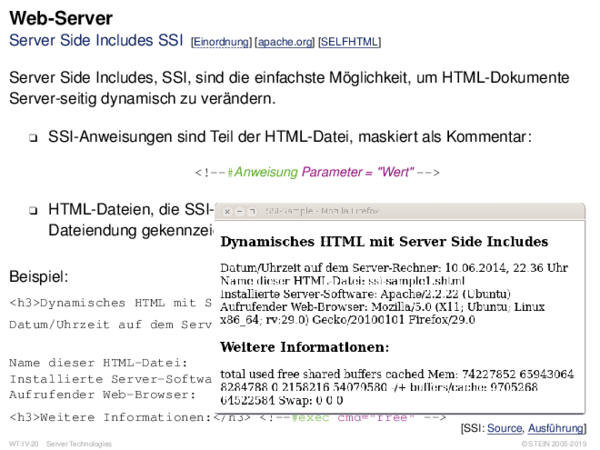 Web-Server
Server Side Includes SSI [Einordnung] [apache.org] [SELFHTML]
Server Side Includes, SSI, sind die einfachste Möglichkeit, um HTML-Dokumente
Server-seitig dynamisch zu verändern.
❑ SSI-Anweisungen sind Teil der HTML-Datei, maskiert als Kommentar:
<!--#Anweisung Parameter = "Wert" -->
❑ HTML-Dateien, die SSI-
Dateiendung gekennzei
SSI-Sample - Mozilla Firefox
Dynamisches HTML mit Server Side Includes
Datum/Uhrzeit auf dem Server-Rechner: 10.06.2014, 22.36 Uhr
Name dieser HTML-Datei: ssi-sample1.shtml
Installierte Server-Software: Apache/2.2.22 (Ubuntu)
Aufrufender Web-Browser: Mozilla/5.0 (X11; Ubuntu; Linux
x86_64; rv:29.0) Gecko/20100101 Firefox/29.0
Weitere Informationen:
total used free shared buffers cached Mem: 74227852 65943064
8284788 0 2158216 54079580 -/+ buffers/cache: 9705268
64522584 Swap: 0 0 0
Beispiel:
<h3>Dynamisches HTML mit S
Datum/Uhrzeit auf dem Serv
Name dieser HTML-Datei:
Installierte Server-Softwa
Aufrufender Web-Browser:
<h3>Weitere Informationen:</h3> <!--#exec cmd="free" -->
[SSI: Source, Ausführung]
WT:IV-20 Server Technologies
© STEIN 2005-2019